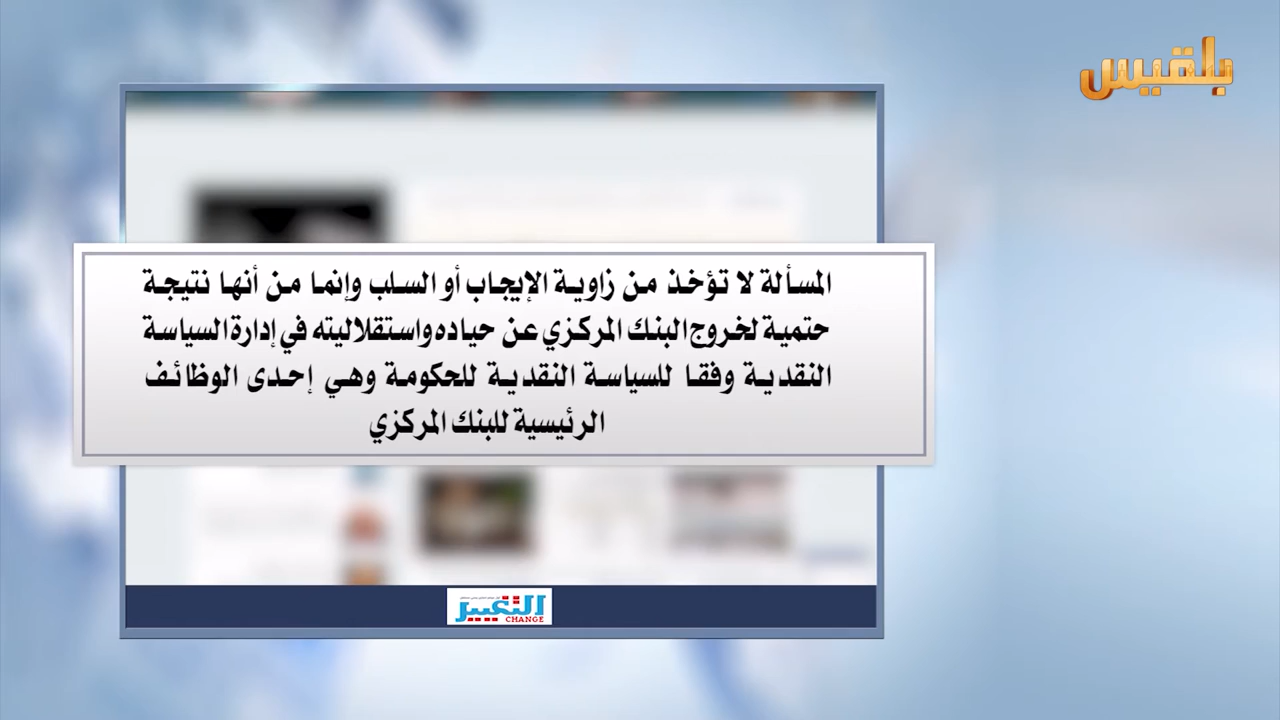 بلقيس
المسألة لا تؤخذ من زاوية الإيجاب أو السلب وإنما من أنها نتيجة
حتمية لخروج البنك المركزي عن حياده واستقلاليته في إدارة السياسة
النقدية وفقا للسياسة النقدية للحكومة وهي إحدى الوظائف
الرئيسية للبنك المركزي
التغيير
CHANGE